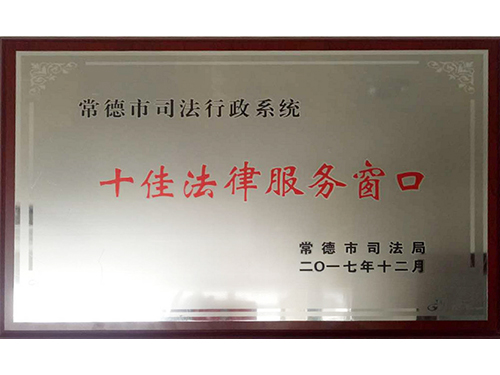 常德市司法行政系统
十佳法律服务窗口
常德市司法局
二〇一七年十二月